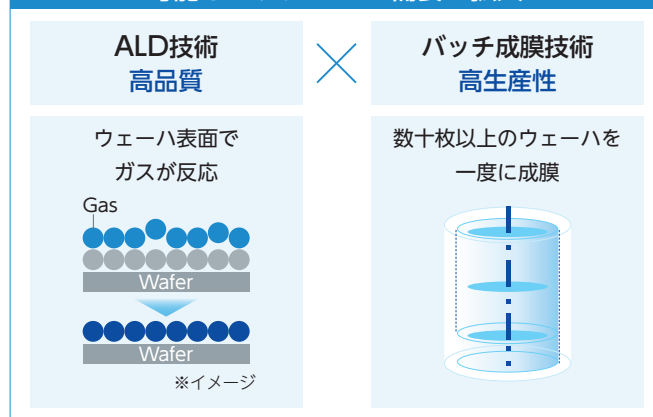 ALD技術
高品質
バッチ成膜技術
高生産性
ウェーハ表面で
ガスが反応
Gas
Wafer
Wafer
※イメージ
数十枚以上のウェーハを
一度に成膜